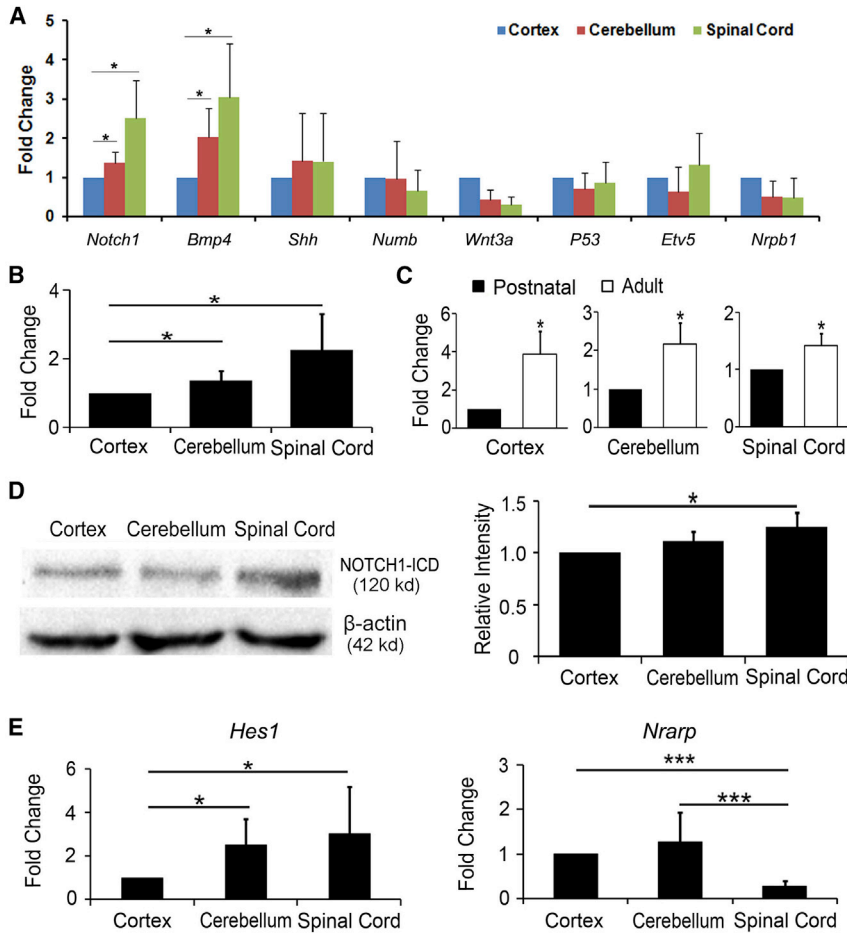 A
Cortex Cerebellum Spinal Cord
Fold Change
5
4
3
2
1
0
* * * *
Notch1 Bmp4 Shh Numb Wnt3a P53 Etv5 Nrpb1
B
Fold Change
4
2
0
* *
Cortex Cerebellum Spinal Cord
C
Postnatal Adult
Fold Change
6
4
2
0
*
Cortex
3
2
1
0
*
Cerebellum
2
1
0
*
Spinal Cord
D
Cortex Cerebellum Spinal Cord
NOTCH1-ICD
(120 kd)
β-actin
(42 kd)
Relative Intensity
1.5
1.0
0.5
0
*
Cortex Cerebellum Spinal Cord
E
Hes1
Fold Change
6
4
2
0
* *
Cortex Cerebellum Spinal Cord
Nrarp
Fold Change
3
2
1
0
***
***
Cortex Cerebellum Spinal Cord